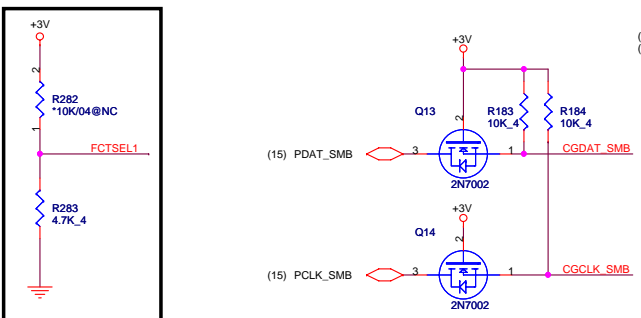 +3V
2
R282
*10K/04@NC
1
FCTSEL1
R283
4.7K_4
+3V
(
(
Q13
2
R183
10K_4
R184
10K_4
(15) PDAT_SMB
3
1
CGDAT_SMB
2N7002
+3V
Q14
2
(15) PCLK_SMB
3
1
CGCLK_SMB
2N7002